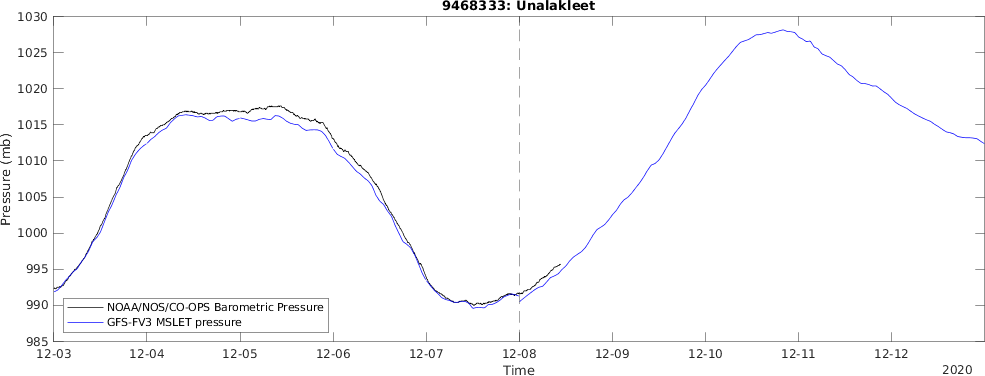 9468333: Unalakleet
Pressure (mb)
1030
1025
1020
1015
1010
1005
1000
995
990
985
NOAA/NOS/CO-OPS Barometric Pressure
GFS-FV3 MSLET pressure
12-03 12-04 12-05 12-06 12-07 12-08 12-09 12-10 12-11 12-12
Time
2020